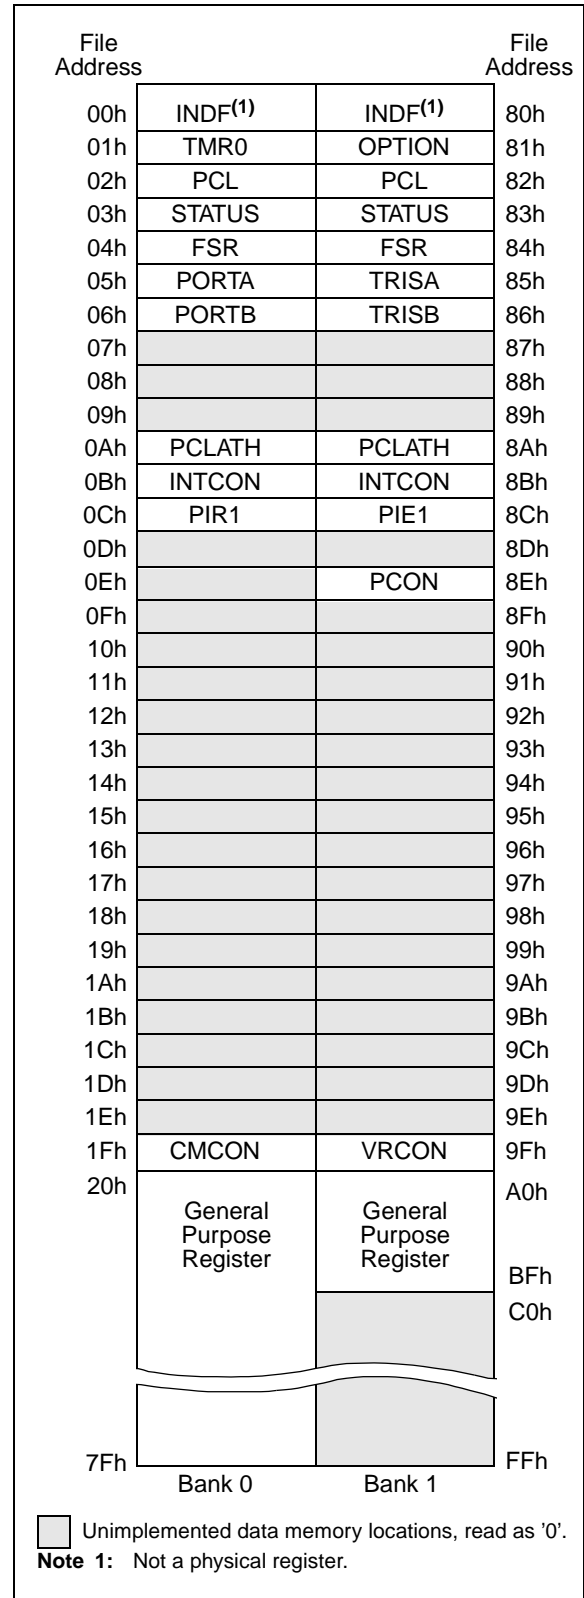 File Address File Address
00h INDF(1) INDF(1) 80h
01h TMR0 OPTION 81h
02h PCL PCL 82h
03h STATUS STATUS 83h
04h FSR FSR 84h
05h PORTA TRISA 85h
06h PORTB TRISB 86h
07h 87h
08h 88h
09h 89h
0Ah PCLATH PCLATH 8Ah
0Bh INTCON INTCON 8Bh
0Ch PIR1 PIE1 8Ch
0Dh 8Dh
0Eh PCON 8Eh
0Fh 8Fh
10h 90h
11h 91h
12h 92h
13h 93h
14h 94h
15h 95h
16h 96h
17h 97h
18h 98h
19h 99h
1Ah 9Ah
1Bh 9Bh
1Ch 9Ch
1Dh 9Dh
1Eh 9Eh
1Fh CMCON VRCON 9Fh
20h A0h
General General
Purpose Purpose
Register Register
BFh
C0h
7Fh FFh
Bank 0 Bank 1
Unimplemented data memory locations, read as '0'.
Note 1: Not a physical register.